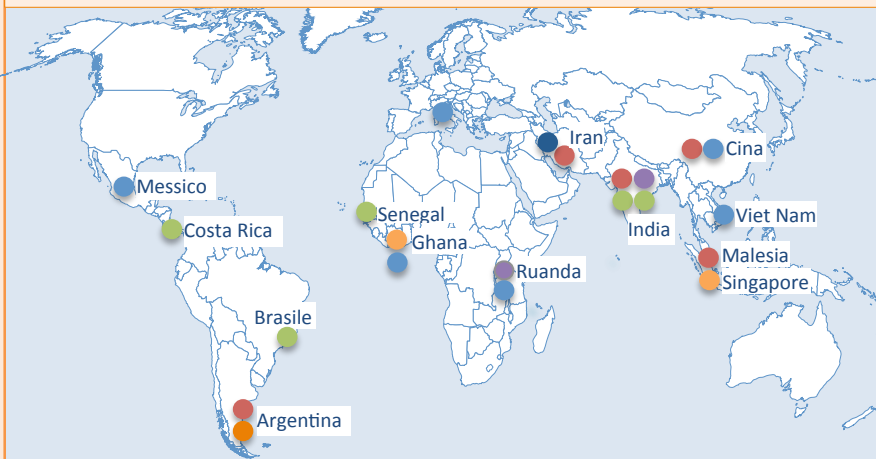 Iran
Cina
Messico
Senegal
Viet Nam
Costa Rica
India
Ghana
Malesia
Ruanda
Singapore
Brasile
Argentina